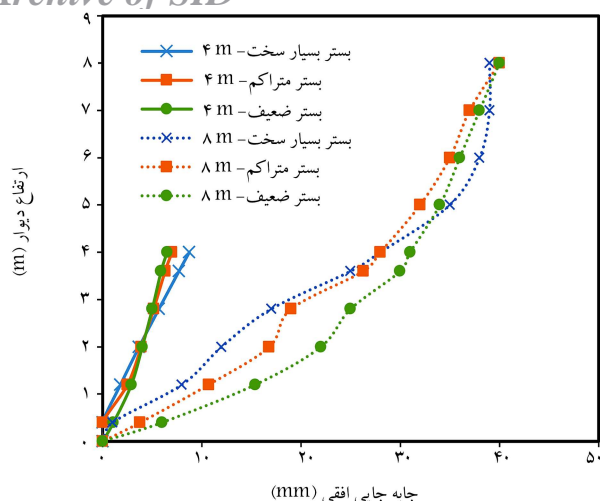 Archive of SID
۹
۸
۷
۶
۵
۴
۳
۲
۱
۰
۰
۱۰
۲۰
۳۰
۴۰
۵۰
بستر بسیار سخت- ۴ m
بستر متراکم- ۴ m
بستر ضعیف- ۴ m
بستر بسیار سخت- ۸ m
بستر متراکم- ۸ m
بستر ضعیف- ۸ m
ارتفاع دیوار (m)
جابه جایی افقی (mm)